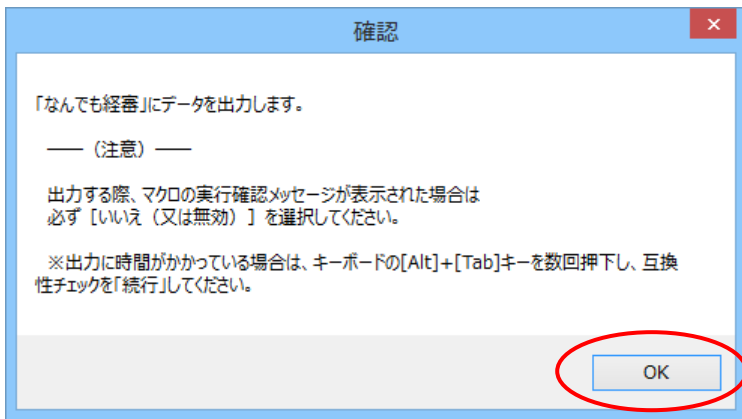 確認
「なんでも経審」にデータを出力します。
―― （注意） ――
出力する際、マクロの実行確認メッセージが表示された場合は
必ず [いいえ（又は無効）] を選択してください。
※出力に時間がかかっている場合は、キーボードの[Alt]+[Tab]キーを数回押下し、互換
性チェックを「続行」してください。
OK